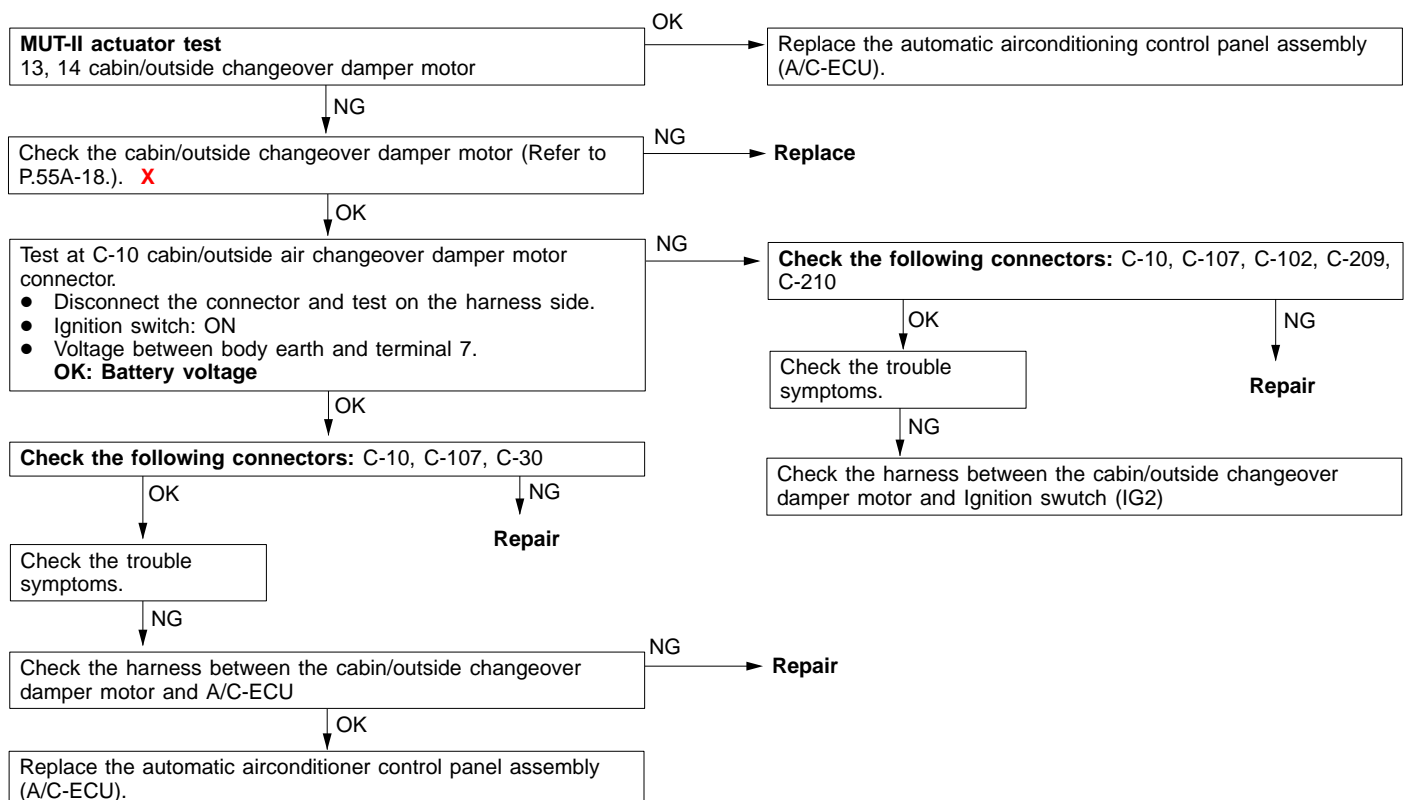 OK
MUT-II actuator test
13, 14 cabin/outside changeover damper motor
Replace the automatic airconditioning control panel assembly
(A/C-ECU).
NG
Check the cabin/outside changeover damper motor (Refer to
P.55A-18.). X
NG
Replace
OK
Test at C-10 cabin/outside air changeover damper motor
connector.
● Disconnect the connector and test on the harness side.
● Ignition switch: ON
● Voltage between body earth and terminal 7.
OK: Battery voltage
NG
Check the following connectors: C-10, C-107, C-102, C-209,
C-210
OK
NG
Check the trouble
symptoms.
Repair
NG
Check the harness between the cabin/outside changeover
damper motor and Ignition swutch (IG2)
OK
Check the following connectors: C-10, C-107, C-30
OK
NG
Repair
Check the trouble
symptoms.
NG
Check the harness between the cabin/outside changeover
damper motor and A/C-ECU
NG
Repair
OK
Replace the automatic airconditioner control panel assembly
(A/C-ECU).